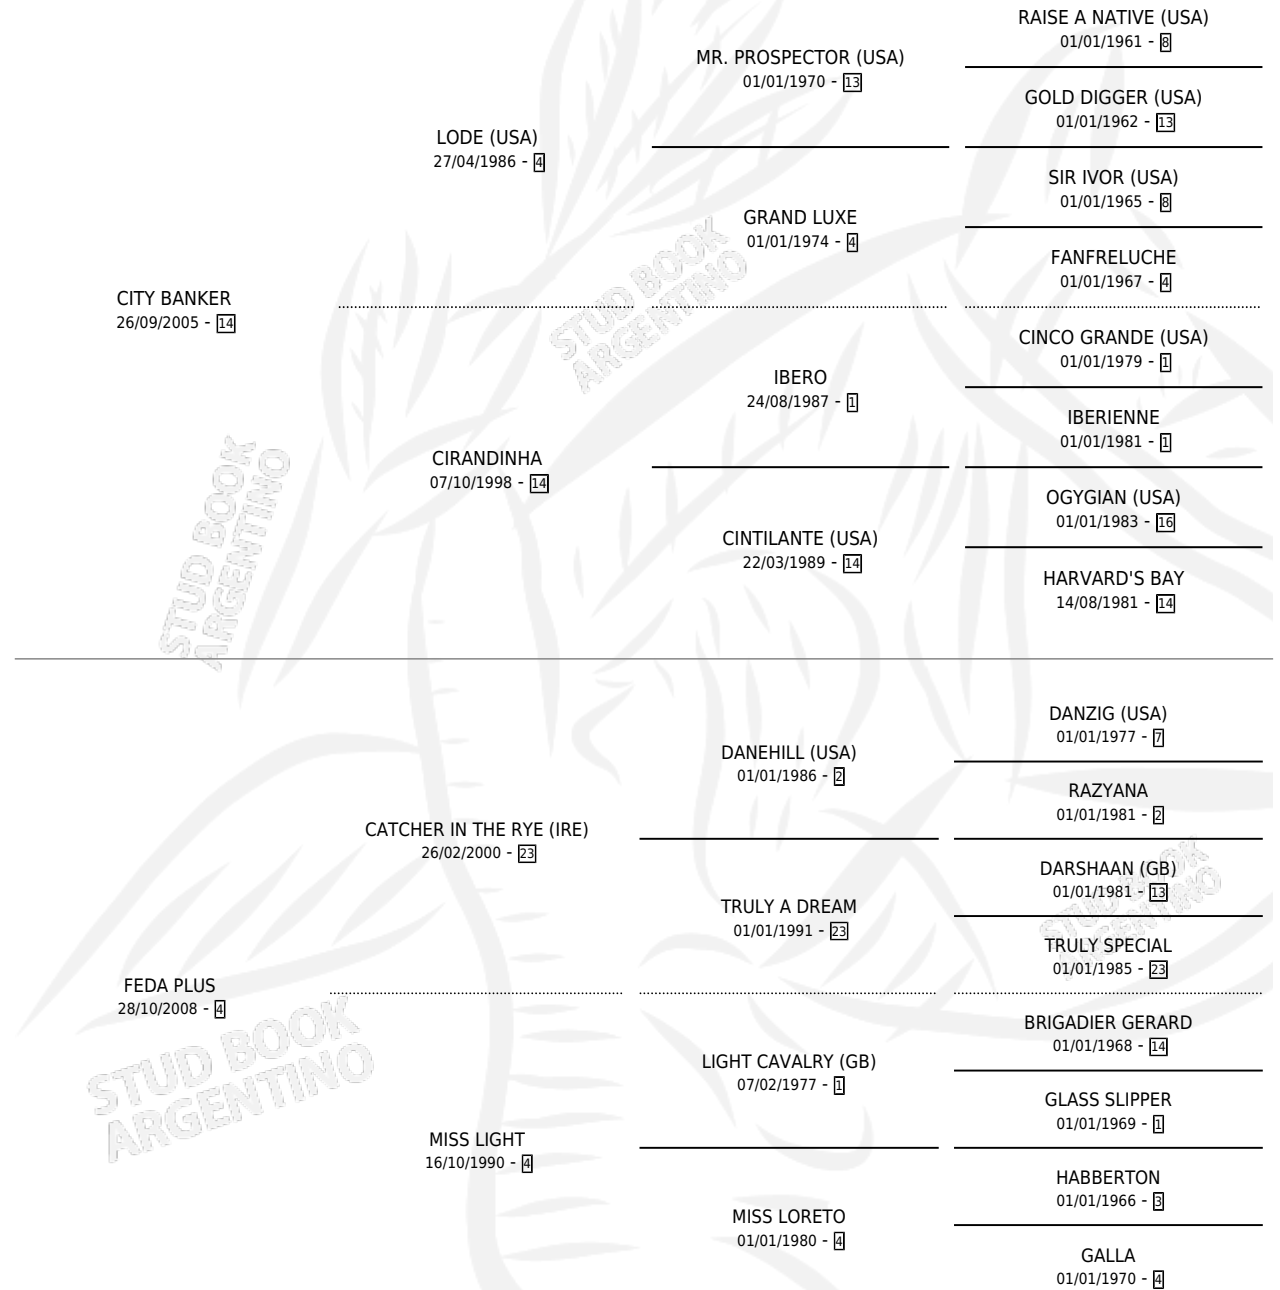 RAISE A NATIVE (USA)
01/01/1961 - 8
MR. PROSPECTOR (USA)
01/01/1970 - 13
GOLD DIGGER (USA)
01/01/1962 - 13
LODE (USA)
27/04/1986 - 4
SIR IVOR (USA)
01/01/1965 - 8
GRAND LUXE
01/01/1974 - 4
FANFRELUCHE
01/01/1967 - 4
CITY BANKER
26/09/2005 - 14
CINCO GRANDE (USA)
01/01/1979 - 1
IBERO
24/08/1987 - 1
IBERIENNE
01/01/1981 - 1
CIRANDINHA
07/10/1998 - 14
OGYGIAN (USA)
01/01/1983 - 16
CINTILANTE (USA)
22/03/1989 - 14
HARVARD'S BAY
14/08/1981 - 14
DANZIG (USA)
01/01/1977 - 7
DANEHILL (USA)
01/01/1986 - 2
RAZYANA
01/01/1981 - 2
CATCHER IN THE RYE (IRE)
26/02/2000 - 23
DARSHAAN (GB)
01/01/1981 - 13
TRULY A DREAM
01/01/1991 - 23
TRULY SPECIAL
01/01/1985 - 23
FEDA PLUS
28/10/2008 - 4
BRIGADIER GERARD
01/01/1968 - 14
LIGHT CAVALRY (GB)
07/02/1977 - 1
GLASS SLIPPER
01/01/1969 - 1
MISS LIGHT
16/10/1990 - 4
HABBERTON
01/01/1966 - 3
MISS LORETO
01/01/1980 - 4
GALLA
01/01/1970 - 4
STUD BOOK
ARGENTINO
STUD BOOK
ARGENTINO
STUD BOOK
ARGENTINO
STUD BOOK
ARGENTINO